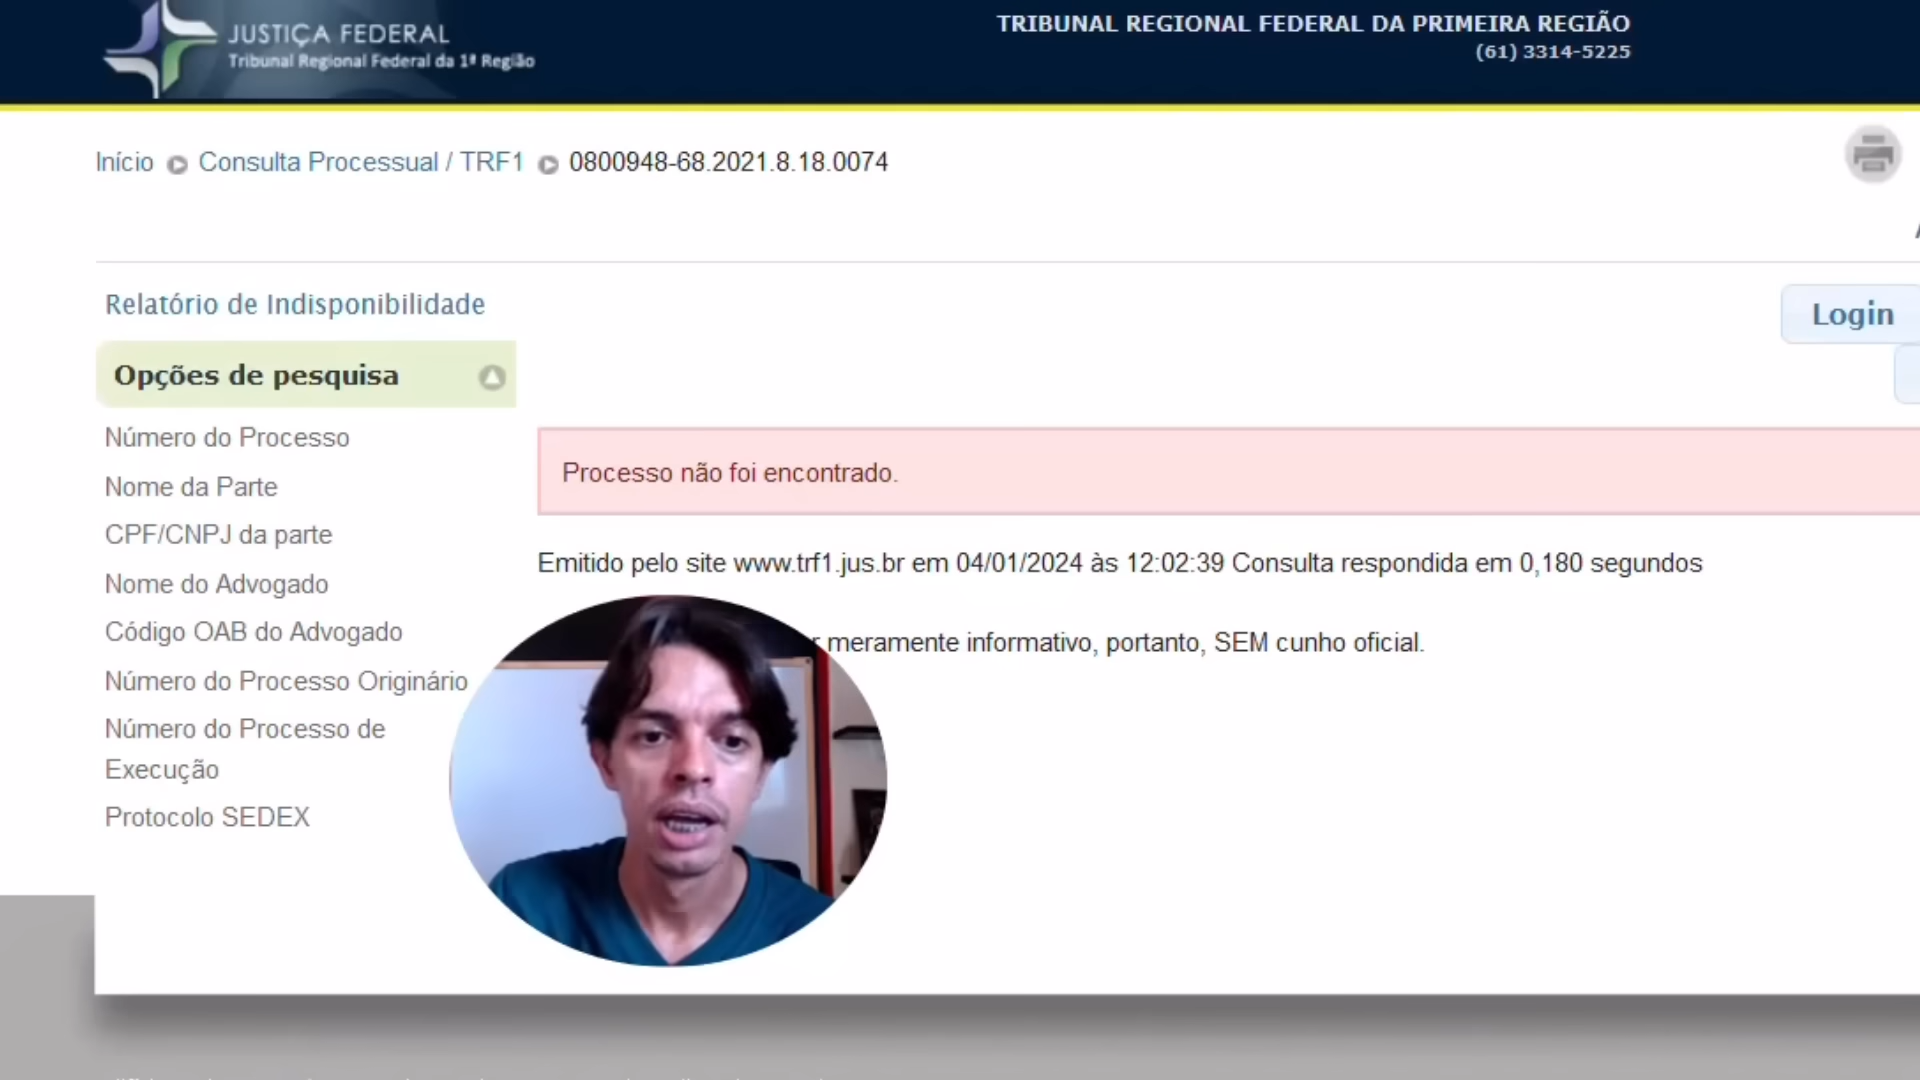 JUSTIÇA FEDERAL
Tribunal Regional Federal da 1ª Região
TRIBUNAL REGIONAL FEDERAL DA PRIMEIRA REGIÃO
(61) 3314-5225
Início Consulta Processual / TRF1 0800948-68.2021.8.18.0074
Relatório de Indisponibilidade
Login
Opções de pesquisa
Número do Processo
Nome da Parte
CPF/CNPJ da parte
Nome do Advogado
Código OAB do Advogado
Número do Processo Originário
Número do Processo de
Execução
Protocolo SEDEX
Processo não foi encontrado.
Emitido pelo site www.trf1.jus.br em 04/01/2024 às 12:02:39 Consulta respondida em 0,180 segundos
meramente informativo, portanto, SEM cunho oficial.